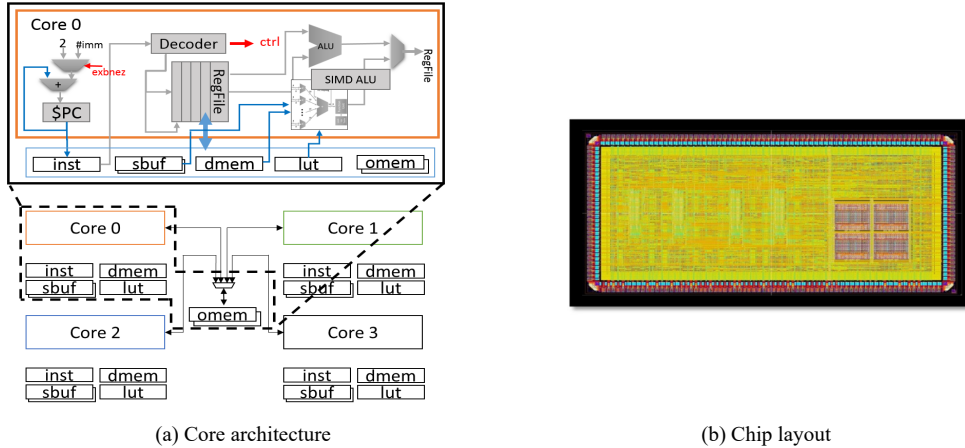 Core 0
2
#imm
exbnez
+
$PC
Decoder
ctrl
RegFile
ALU
SIMD ALU
RegFile
inst
sbuf
dmem
lut
omem
Core 0
Core 1
inst
dmem
sbuf
lut
inst
dmem
sbuf
lut
omem
Core 2
Core 3
inst
dmem
sbuf
lut
inst
dmem
sbuf
lut
(a) Core architecture
(b) Chip layout